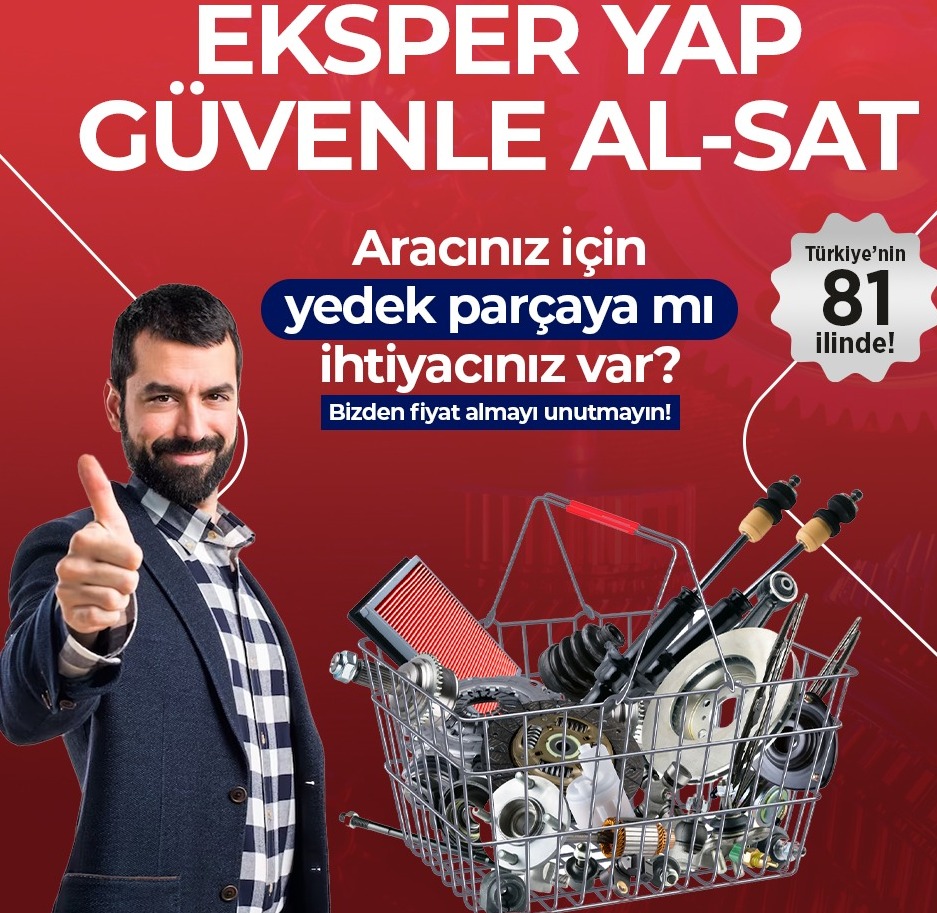 EKSPER YAP
GÜVENLE AL-SAT
Aracınız için
yedek parçaya mı
ihtiyacınız var?
Bizden fiyat almayı unutmayın!
Türkiye'nin
81
ilinde!